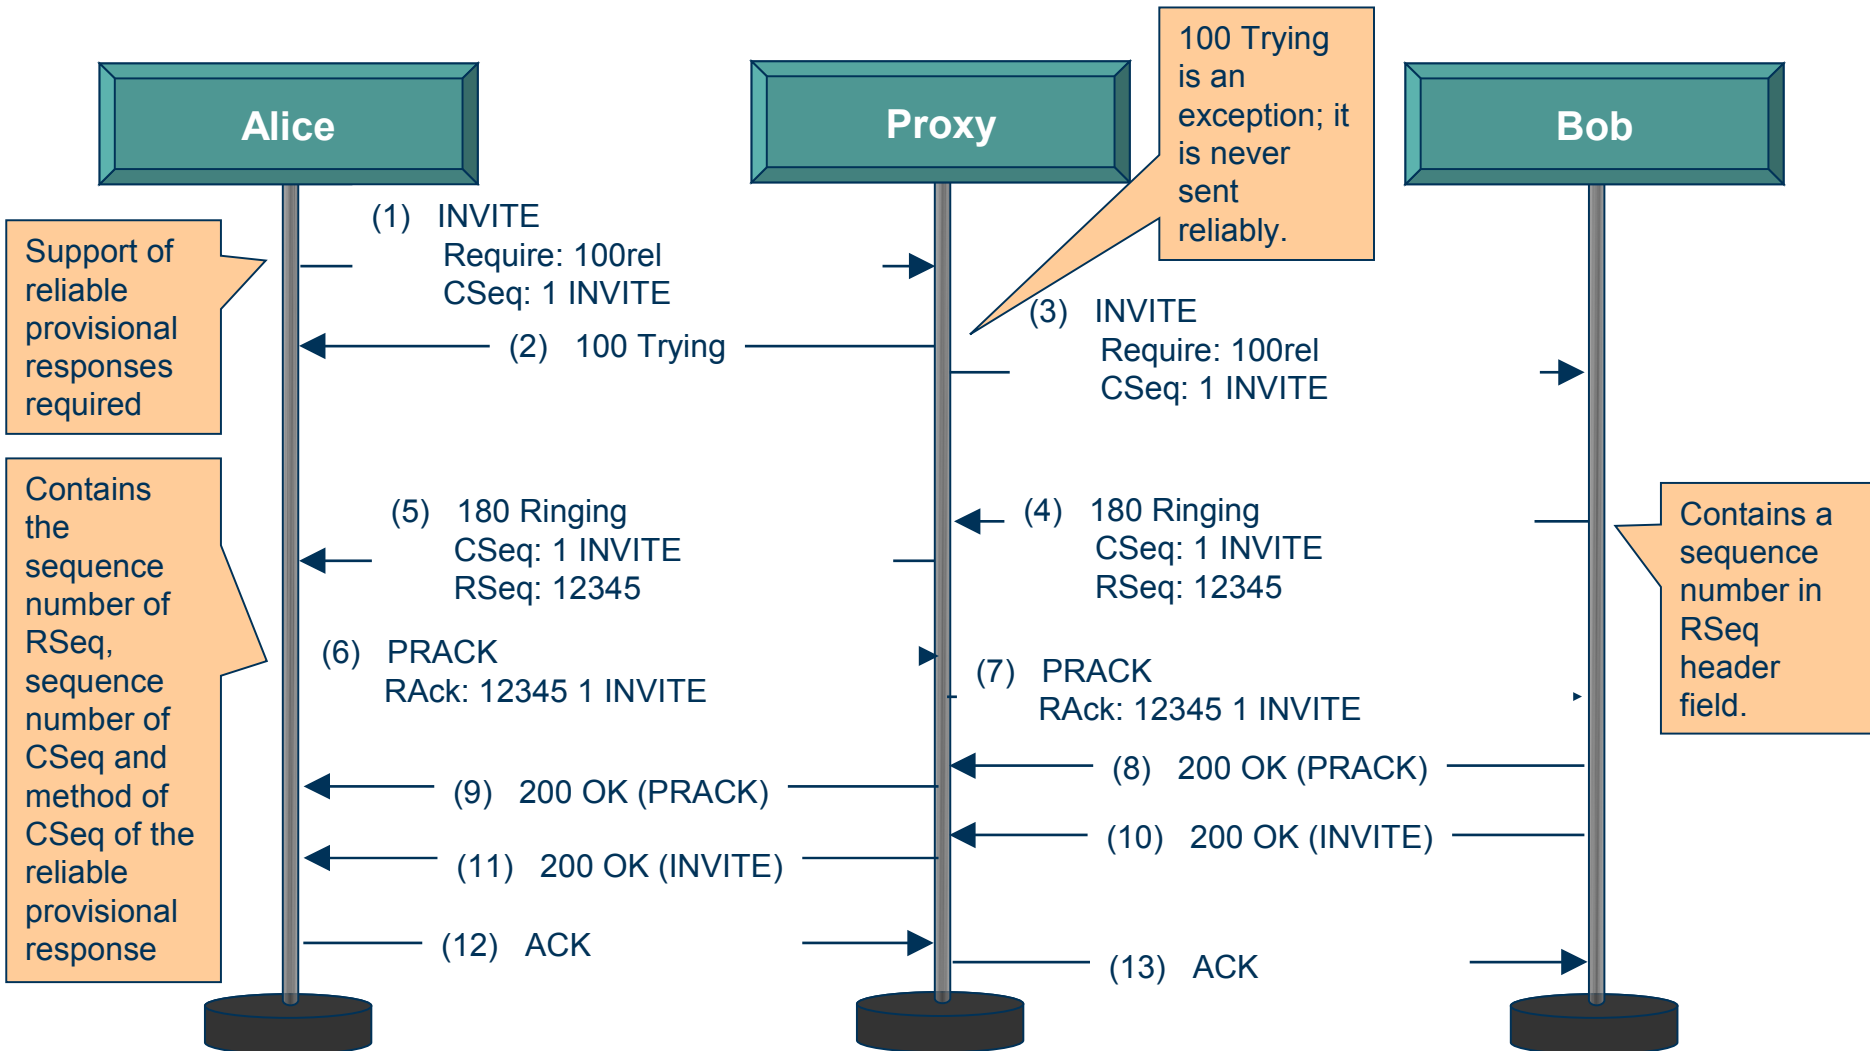 Alice
Proxy
Bob
100 Trying
is an
exception; it
is never
sent
reliably.
Support of
reliable
provisional
responses
required
(1) INVITE
Require: 100rel
CSeq: 1 INVITE
(2) 100 Trying
(3) INVITE
Require: 100rel
CSeq: 1 INVITE
Contains
the
sequence
number of
RSeq,
sequence
number of
CSeq and
method of
CSeq of the
reliable
provisional
response
(5) 180 Ringing
CSeq: 1 INVITE
RSeq: 12345
(4) 180 Ringing
CSeq: 1 INVITE
RSeq: 12345
Contains a
sequence
number in
RSeq
header
field.
(6) PRACK
RAck: 12345 1 INVITE
(7) PRACK
RAck: 12345 1 INVITE
(8) 200 OK (PRACK)
(9) 200 OK (PRACK)
(10) 200 OK (INVITE)
(11) 200 OK (INVITE)
(12) ACK
(13) ACK